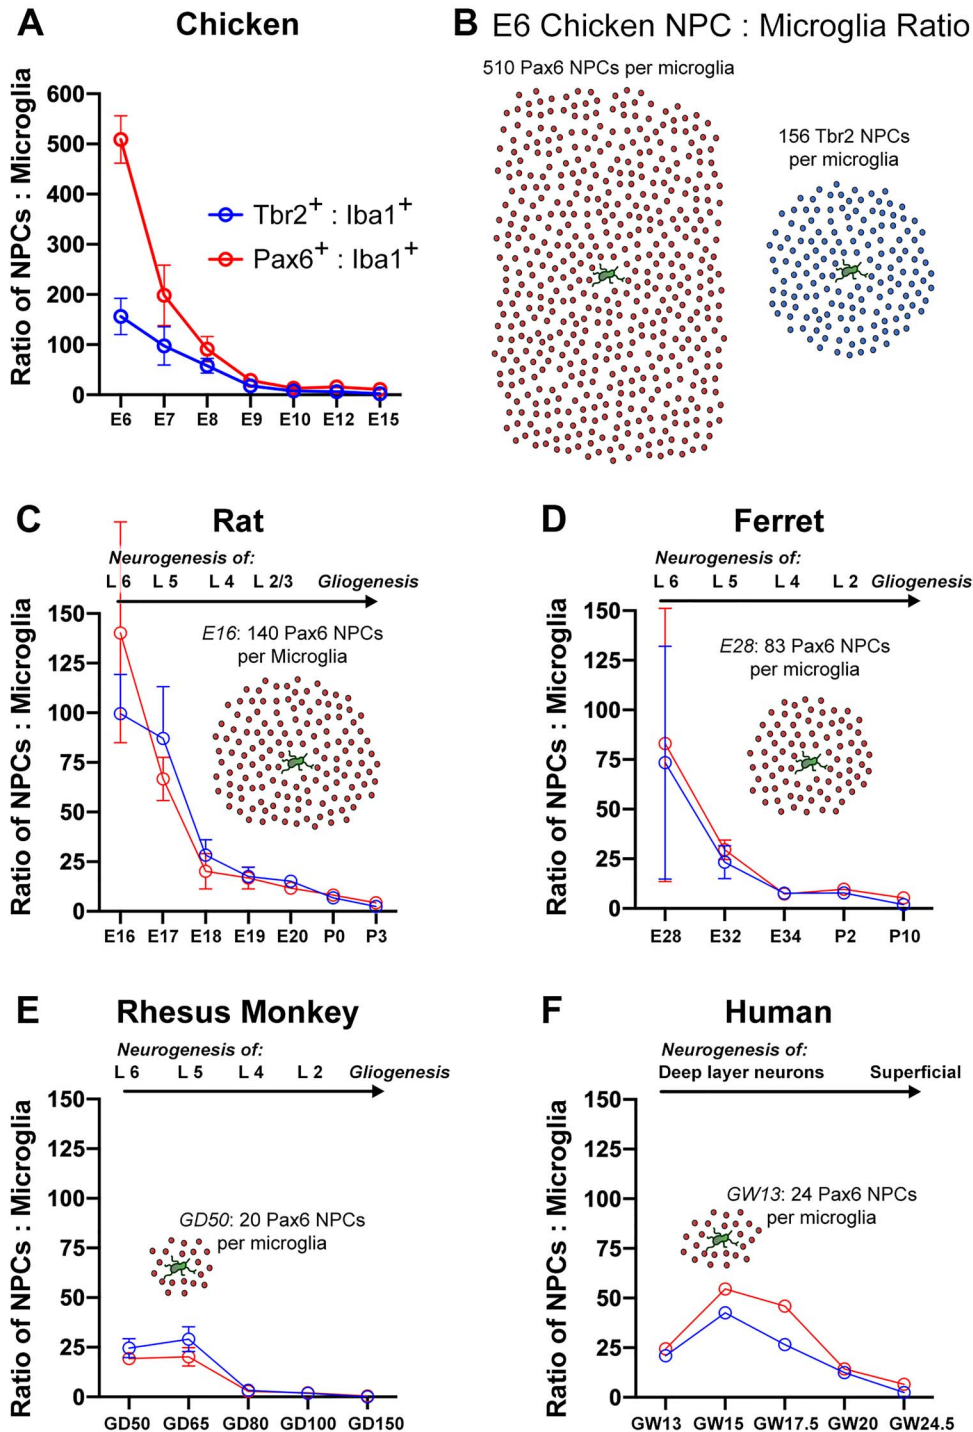 A
Chicken
Ratio of NPCs : Microglia
600
500
400
300
200
100
0
Tbr2+ : Iba1+
Pax6+ : Iba1+
E6 E7 E8 E9 E10 E12 E15
B E6 Chicken NPC : Microglia Ratio
510 Pax6 NPCs per microglia
156 Tbr2 NPCs
per microglia
C
Rat
Neurogenesis of:
L 6 L 5 L 4 L 2/3 Gliogenesis
Ratio of NPCs : Microglia
150
125
100
75
50
25
0
E16: 140 Pax6 NPCs
per Microglia
E16 E17 E18 E19 E20 P0 P3
D
Ferret
Neurogenesis of:
L 6 L 5 L 4 L 2 Gliogenesis
Ratio of NPCs : Microglia
150
125
100
75
50
25
0
E28: 83 Pax6 NPCs
per microglia
E28 E32 E34 P2 P10
E
Rhesus Monkey
Neurogenesis of:
L 6 L 5 L 4 L 2 Gliogenesis
Ratio of NPCs : Microglia
150
125
100
75
50
25
0
GD50: 20 Pax6 NPCs
per microglia
GD50 GD65 GD80 GD100 GD150
F
Human
Neurogenesis of:
Deep layer neurons Superficial
Ratio of NPCs : Microglia
150
125
100
75
50
25
0
GW13: 24 Pax6 NPCs
per microglia
GW13 GW15 GW17.5 GW20 GW24.5